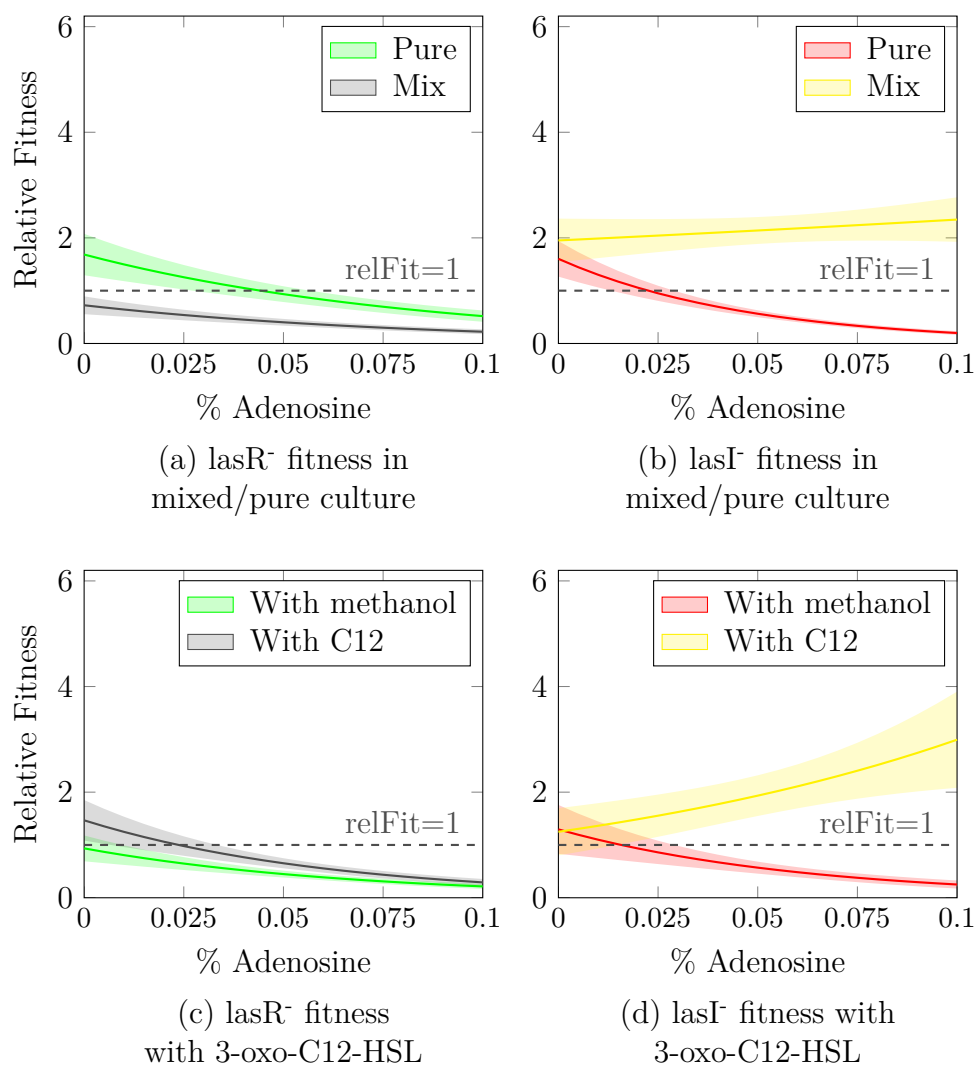 Relative Fitness
6
4
2
0
Pure
Mix
relFit=1
0 0.025 0.05 0.075 0.1
% Adenosine
(a) lasR⁻ fitness in
mixed/pure culture
6
4
2
0
Pure
Mix
relFit=1
0 0.025 0.05 0.075 0.1
% Adenosine
(b) lasI⁻ fitness in
mixed/pure culture
Relative Fitness
6
4
2
0
With methanol
With C12
relFit=1
0 0.025 0.05 0.075 0.1
% Adenosine
(c) lasR⁻ fitness
with 3-oxo-C12-HSL
6
4
2
0
With methanol
With C12
relFit=1
0 0.025 0.05 0.075 0.1
% Adenosine
(d) lasI⁻ fitness with
3-oxo-C12-HSL